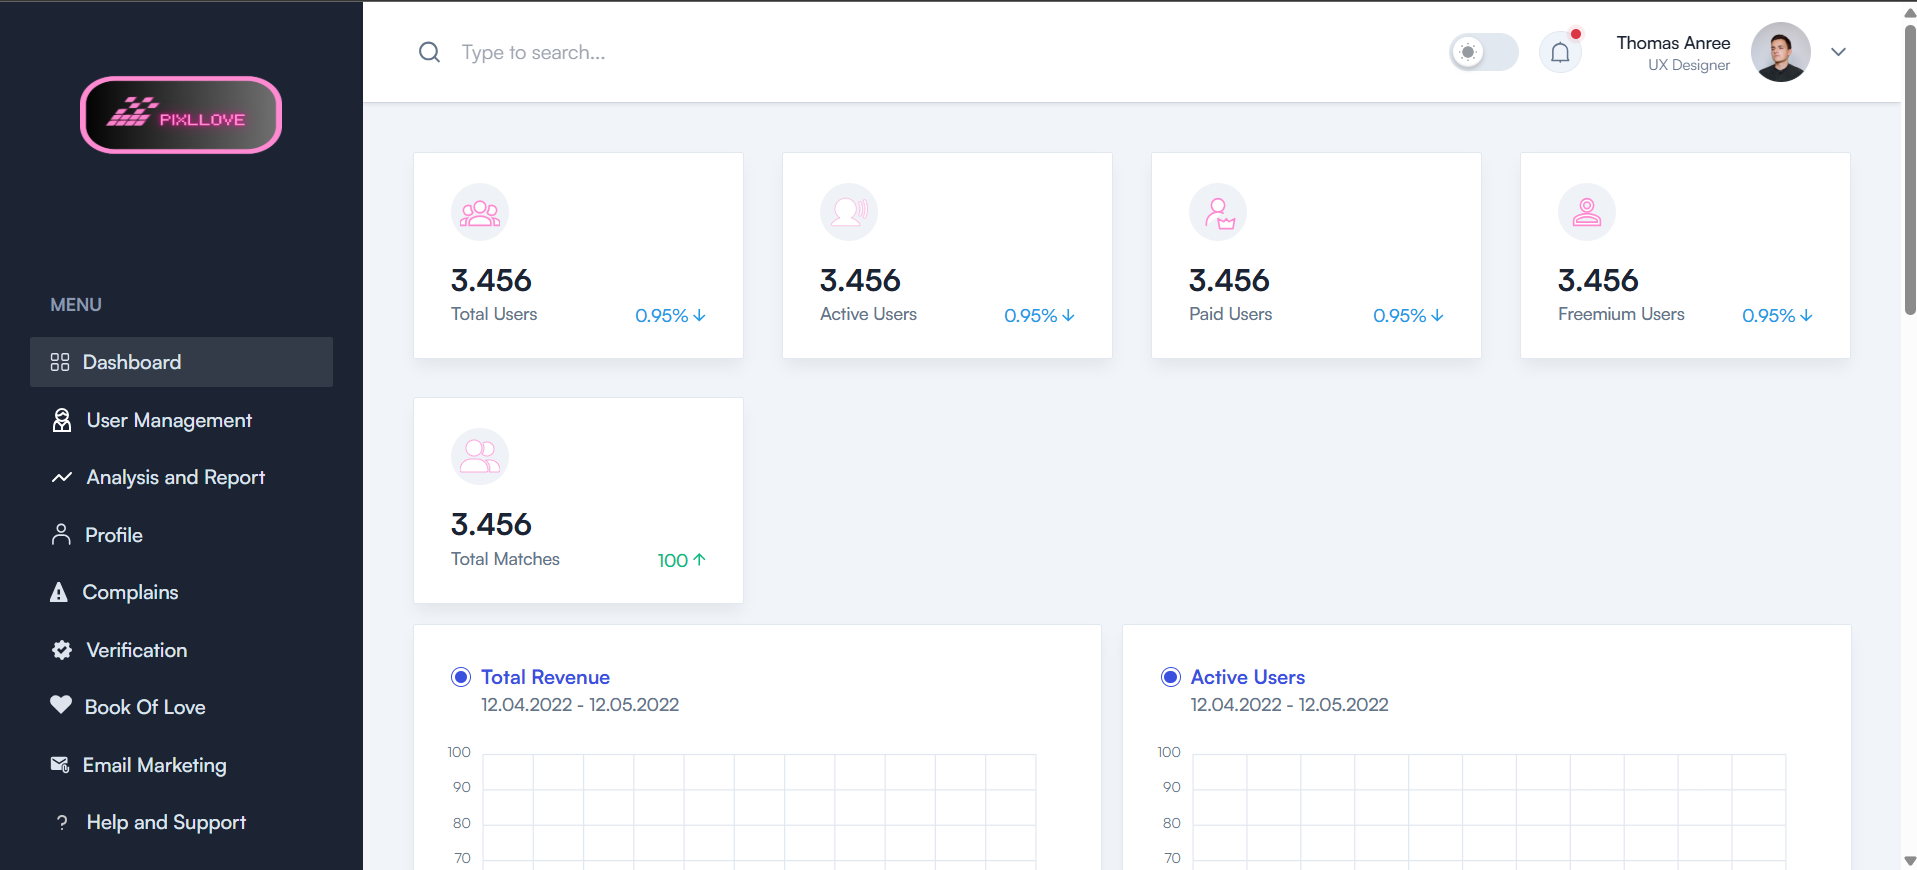 PIXLLOVE
Type to search...
Thomas Anree
UX Designer
MENU
Dashboard
User Management
Analysis and Report
Profile
Complains
Verification
Book Of Love
Email Marketing
Help and Support
3.456
Total Users
0.95%
3.456
Active Users
0.95%
3.456
Paid Users
0.95%
3.456
Freemium Users
0.95%
3.456
Total Matches
100
Total Revenue
12.04.2022 - 12.05.2022
100
90
80
70
Active Users
12.04.2022 - 12.05.2022
100
90
80
70